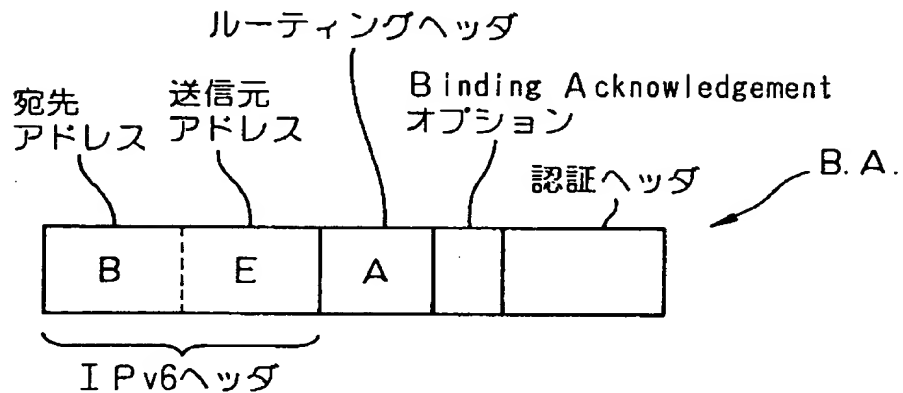 ルーティングヘッダ
宛先
アドレス
送信元
アドレス
Binding Acknowledgement
オプション
認証ヘッダ
B.A.
B
E
A
IPv6ヘッダ